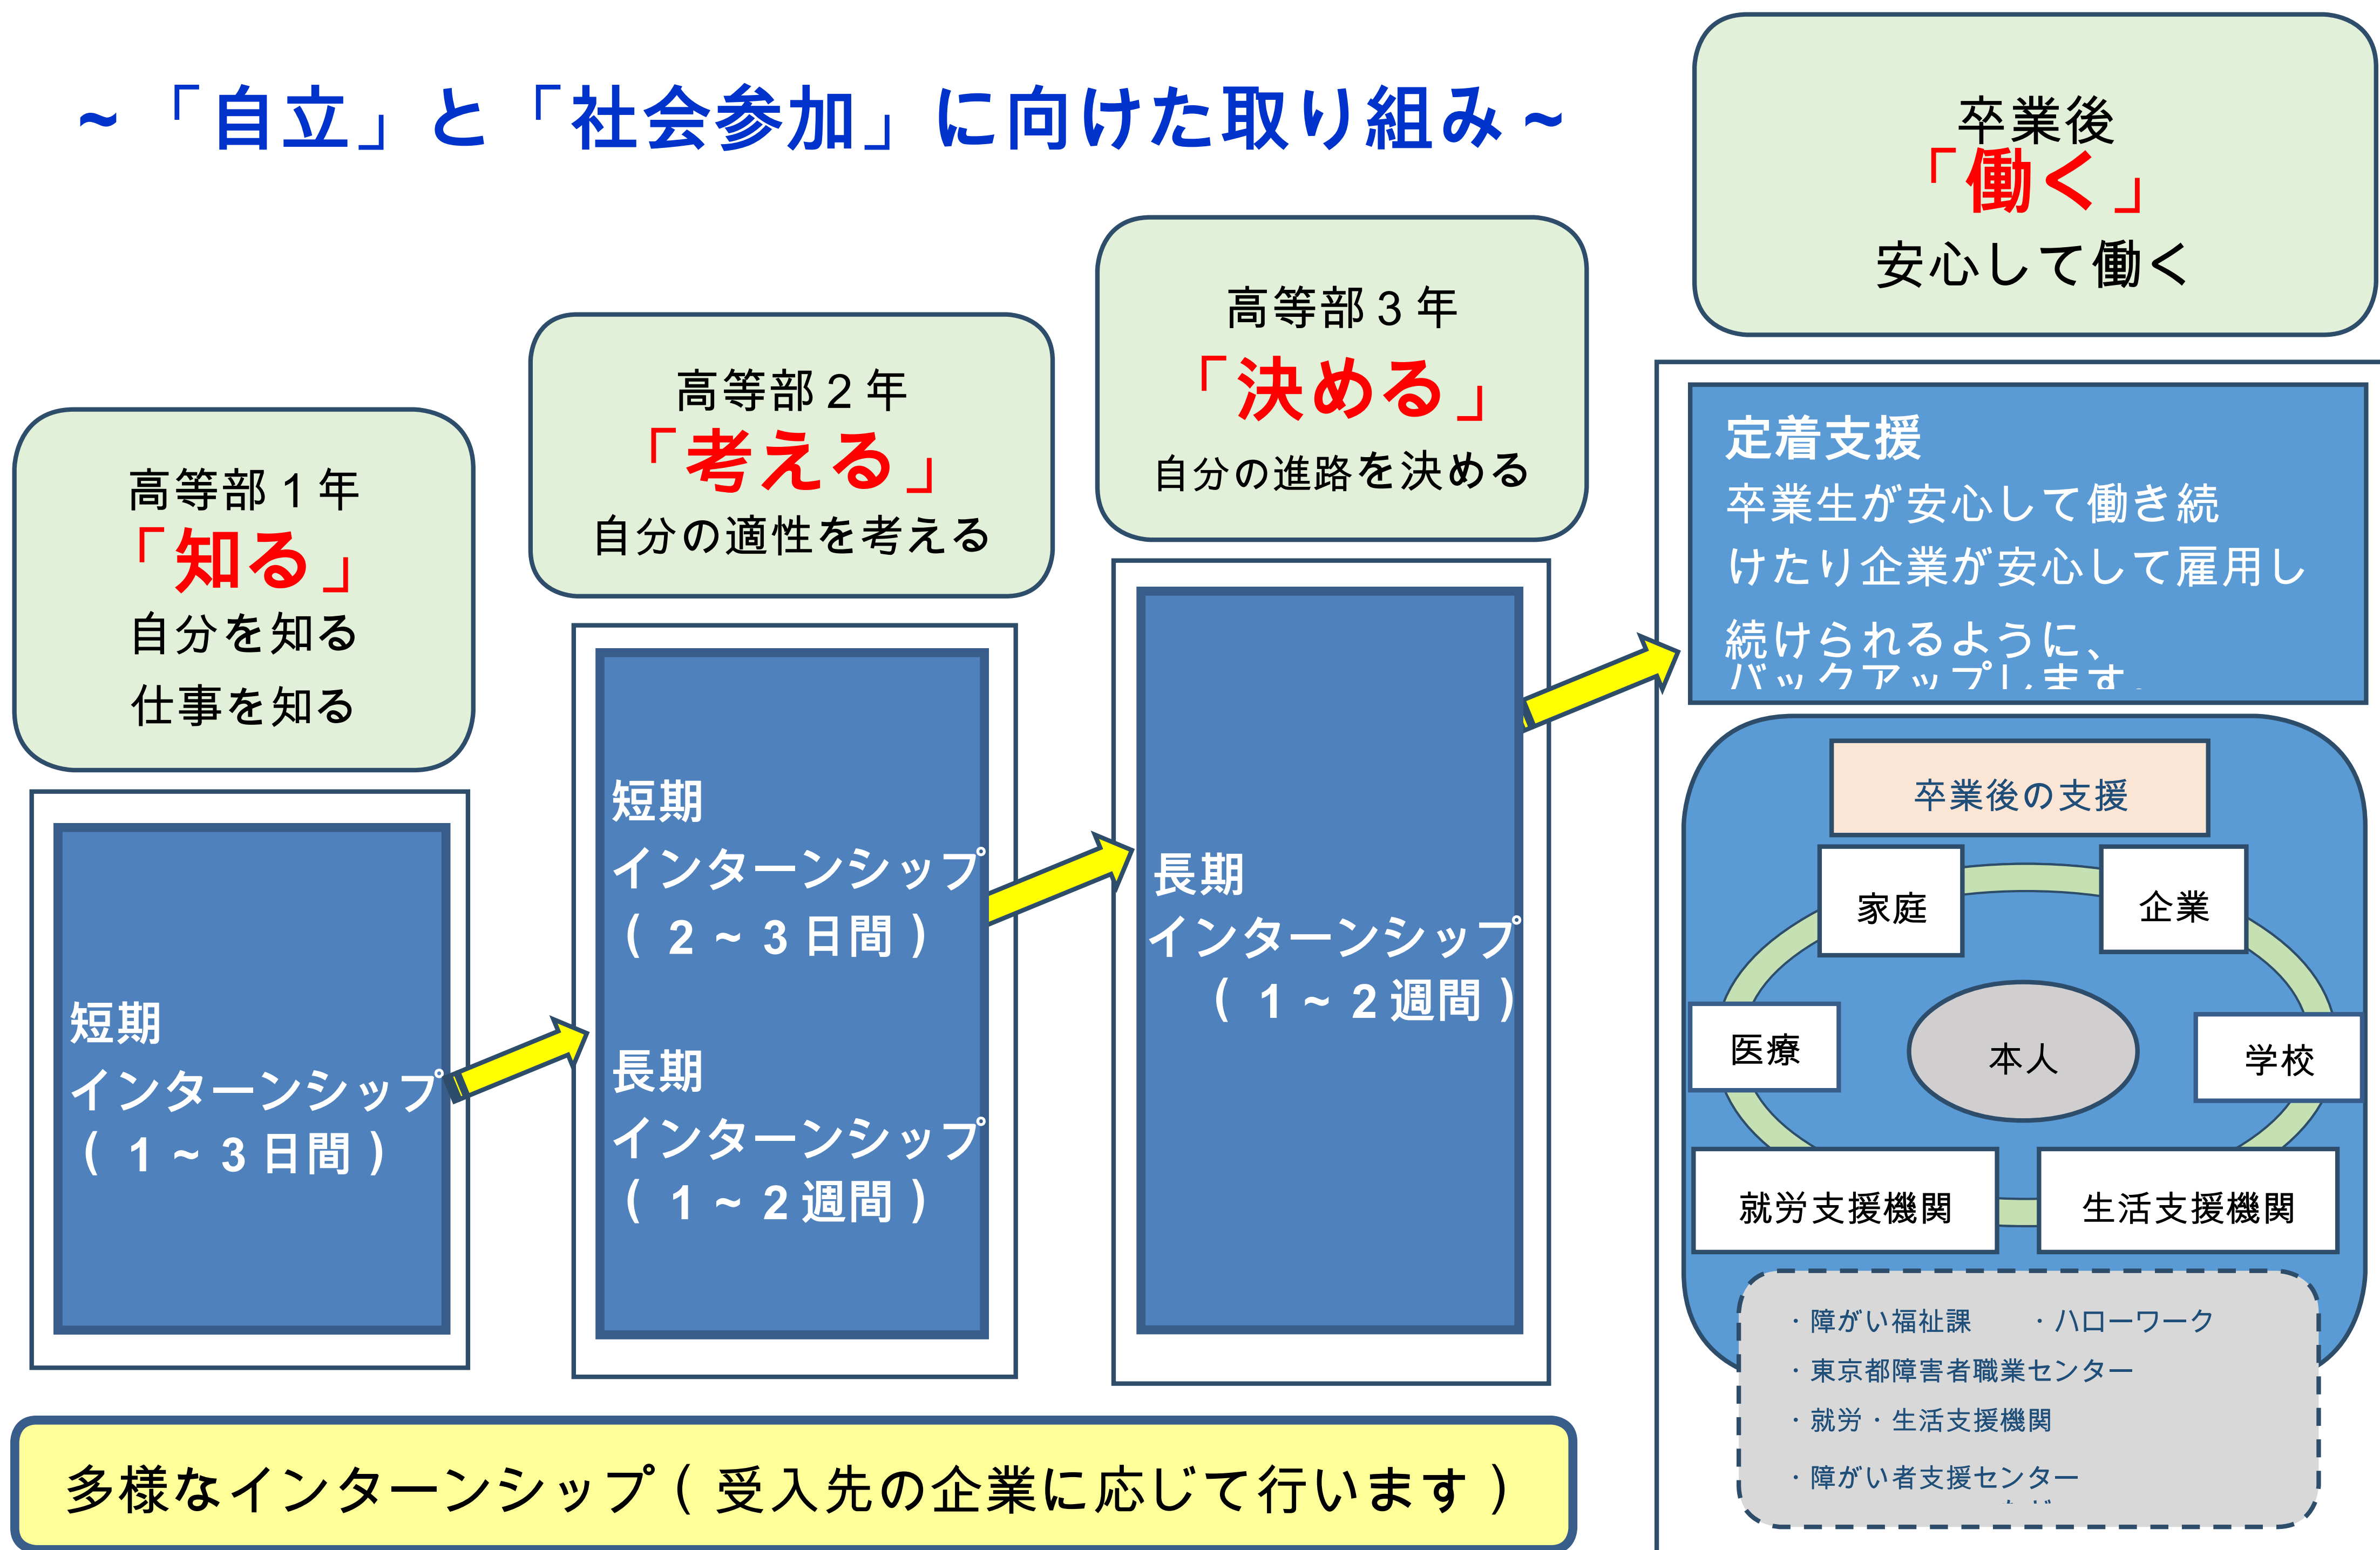 ~「自立」と「社会参加」に向けた取り組み~
高等部1年
「知る」
自分を知る
仕事を知る
短期
インターンシップ
( 1 ~ 3 日間 )
高等部2年
「考える」
自分の適性を考える
短期
インターンシップ
( 2 ~ 3 日間 )
長期
インターンシップ
( 1 ~ 2 週間 )
高等部3年
「決める」
自分の進路を決める
長期
インターンシップ
( 1 ~ 2 週間 )
卒業後
「働く」
安心して働く
定着支援
卒業生が安心して働き続
けたり企業が安心して雇用し
続けられるように、
バックアップします。
卒業後の支援
家庭
企業
医療
本人
学校
就労支援機関
生活支援機関
・障がい福祉課 ・ハローワーク
・東京都障害者職業センター
・就労・生活支援機関
・障がい者支援センター
多様なインターンシップ( 受入先の企業に応じて行います )